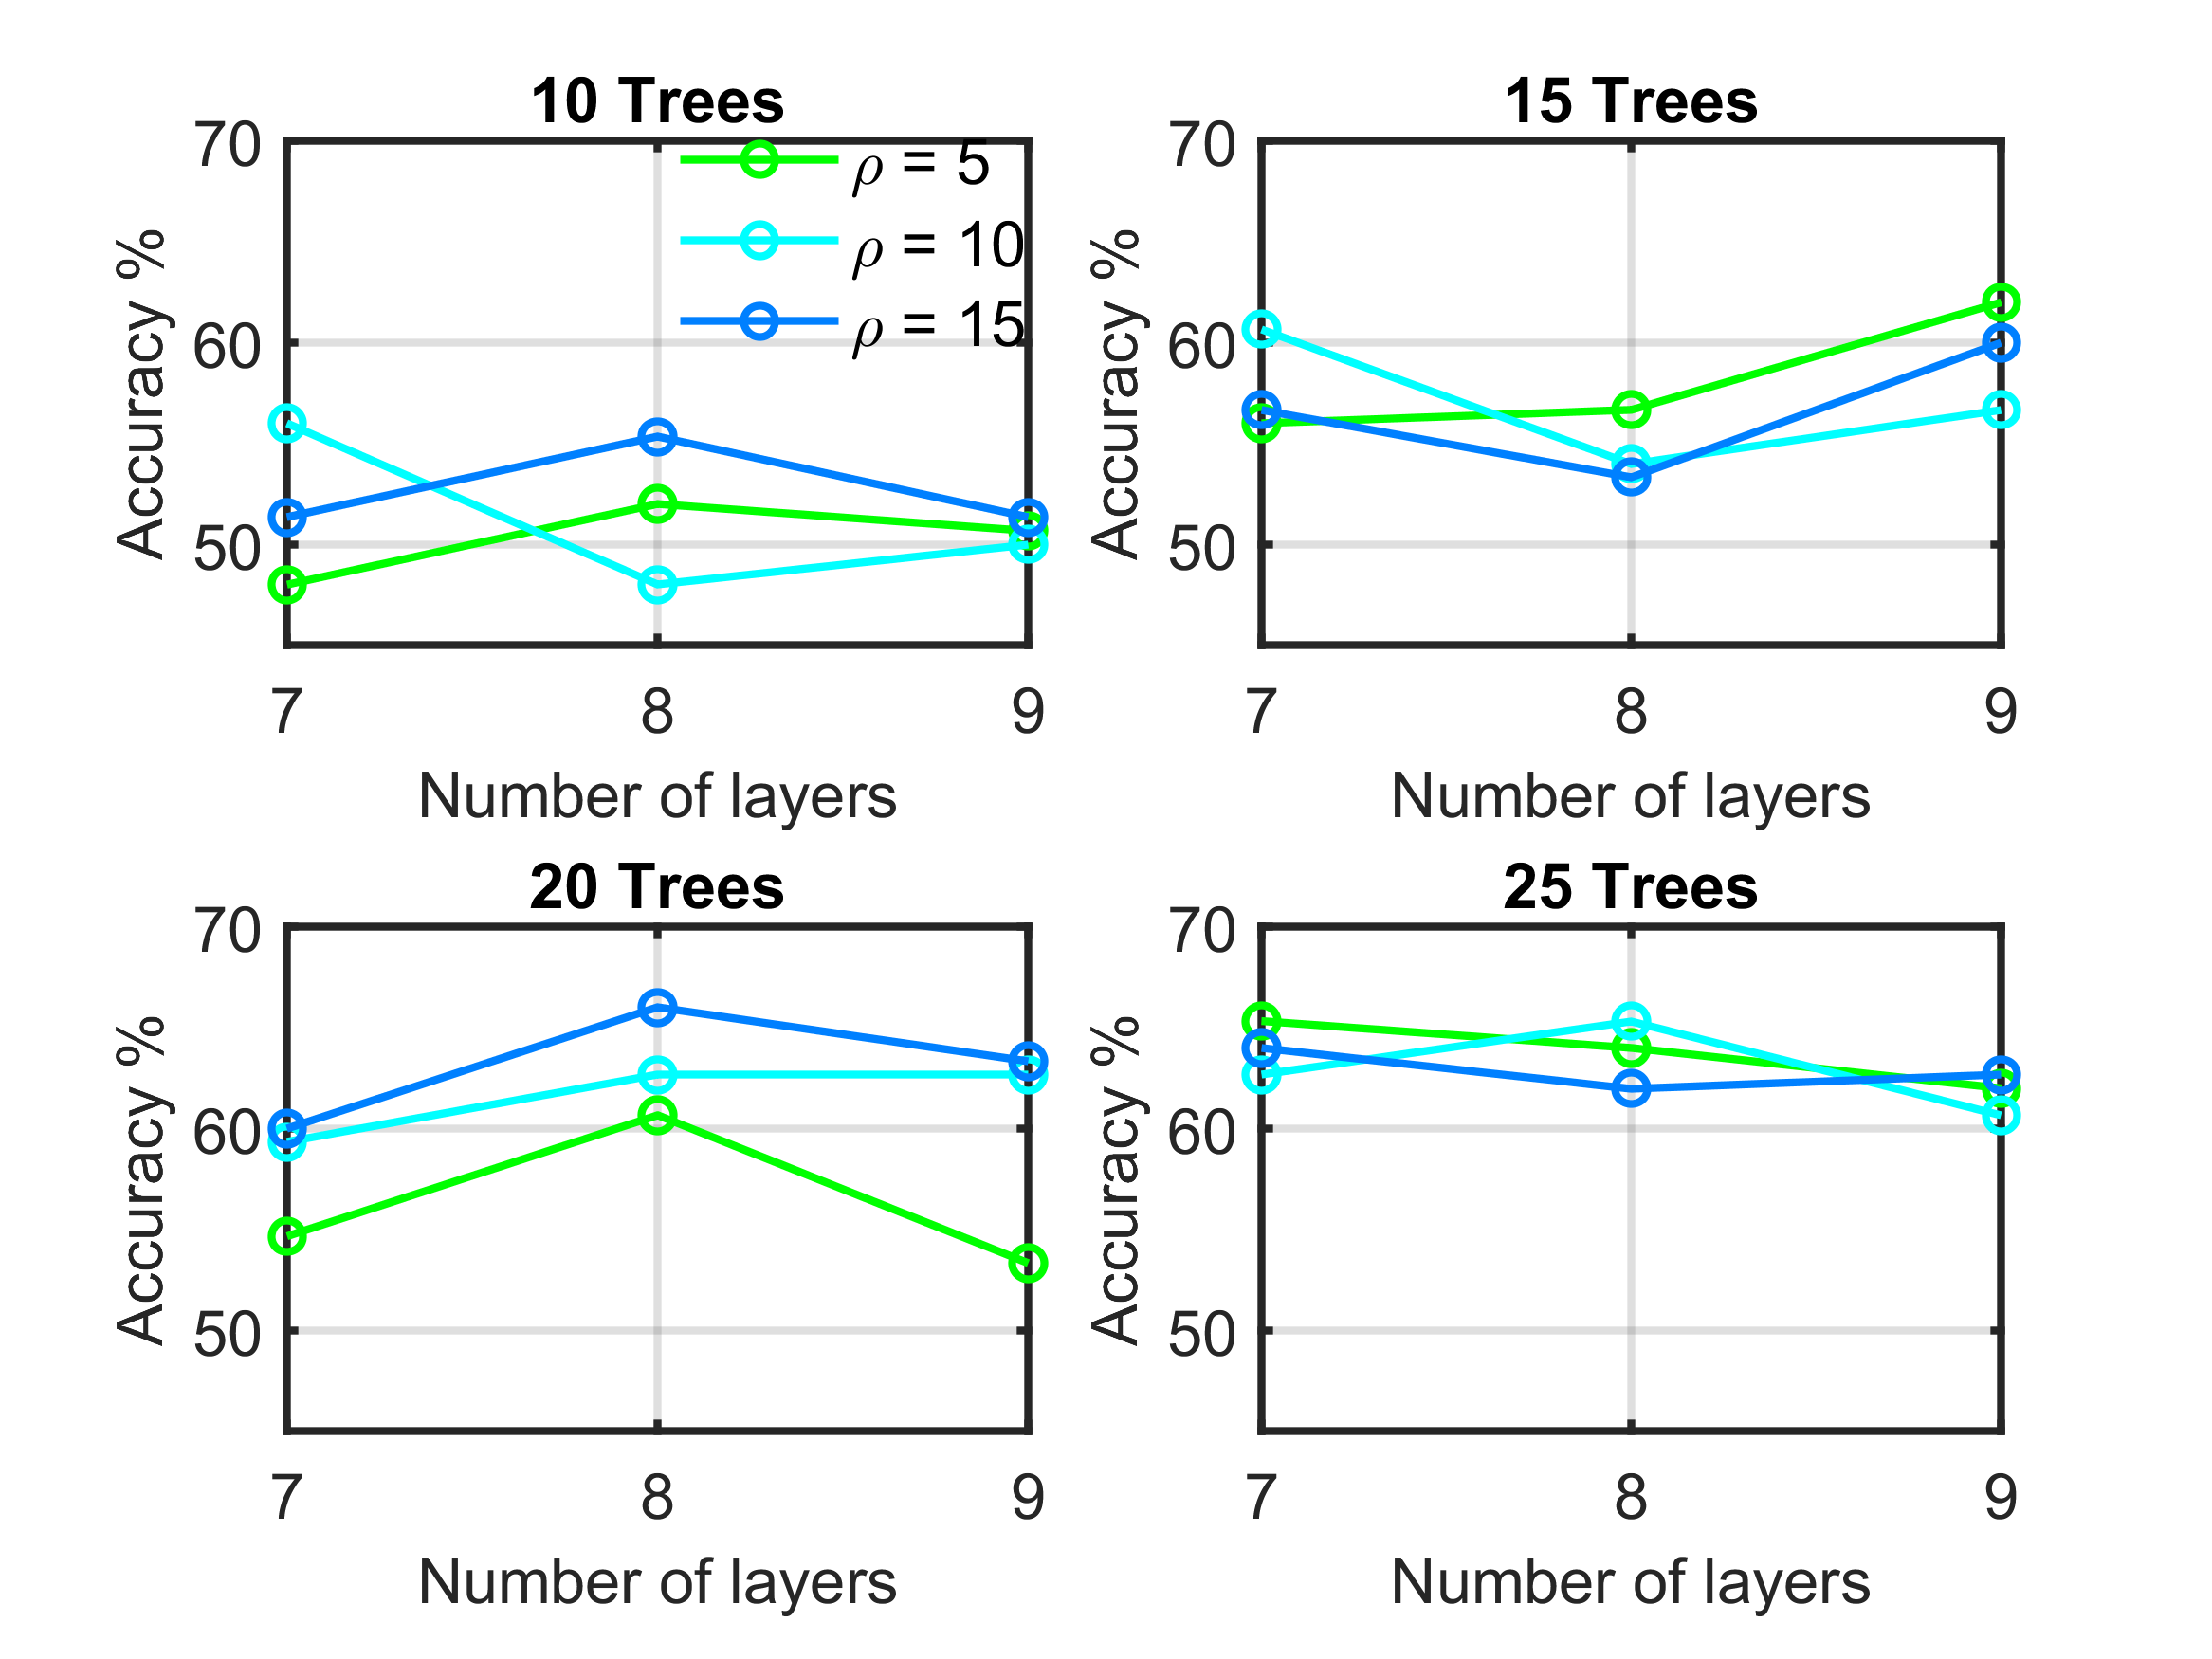 10 Trees
70
60
50
Accuracy %
ρ = 5
ρ = 10
ρ = 15
7 8 9
Number of layers
15 Trees
70
60
50
Accuracy %
7 8 9
Number of layers
20 Trees
70
60
50
Accuracy %
7 8 9
Number of layers
25 Trees
70
60
50
Accuracy %
7 8 9
Number of layers